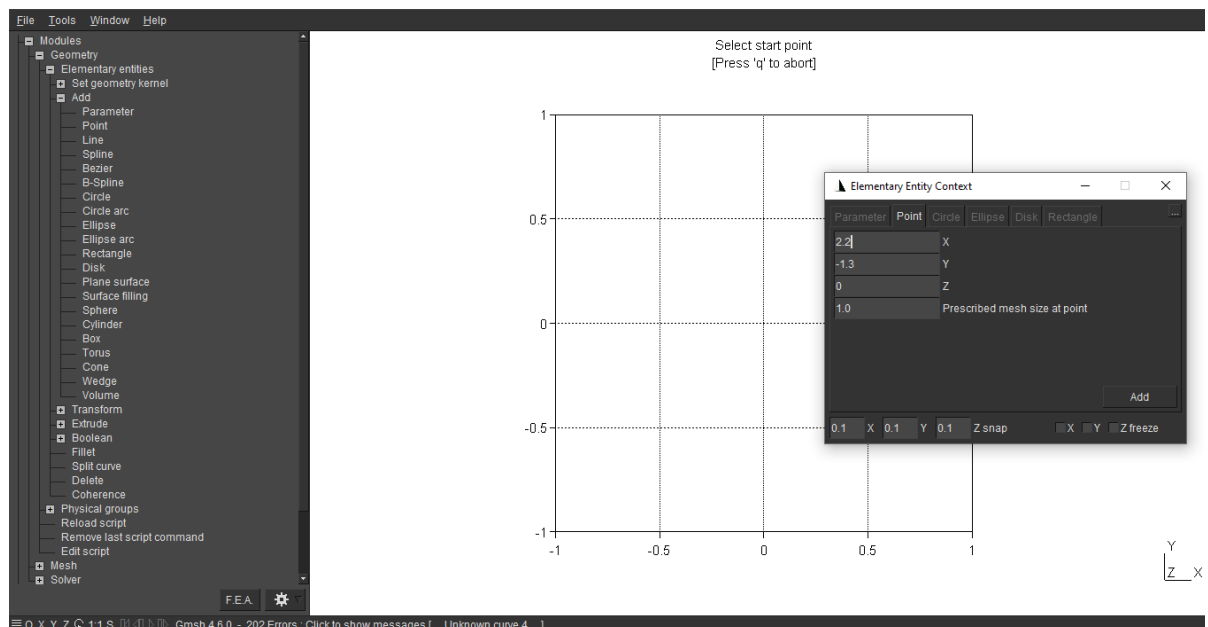 File Tools Window Help
Modules
Geometry
Elementary entities
Set geometry kernel
Add
Parameter
Point
Line
Spline
Bezier
B-Spline
Circle
Circle arc
Ellipse
Ellipse arc
Rectangle
Disk
Plane surface
Surface filling
Sphere
Cylinder
Box
Torus
Cone
Wedge
Volume
Transform
Extrude
Boolean
Fillet
Split curve
Delete
Coherence
Physical groups
Reload script
Remove last script command
Edit script
Mesh
Solver
F.E.A.
Select start point
[Press 'q' to abort]
1
0.5
0
-0.5
-1
-1 -0.5 0 0.5 1
Y
Z X
Elementary Entity Context
Parameter Point Circle Ellipse Disk Rectangle ...
2.2 X
-1.3 Y
0 Z
1.0 Prescribed mesh size at point
Add
0.1 X 0.1 Y 0.1 Z snap X Y Z freeze
O X Y Z 1:1 S Gmsh 4.6.0 - 202 Errors : Click to show messages [ ... Unknown curve 4 ... ]